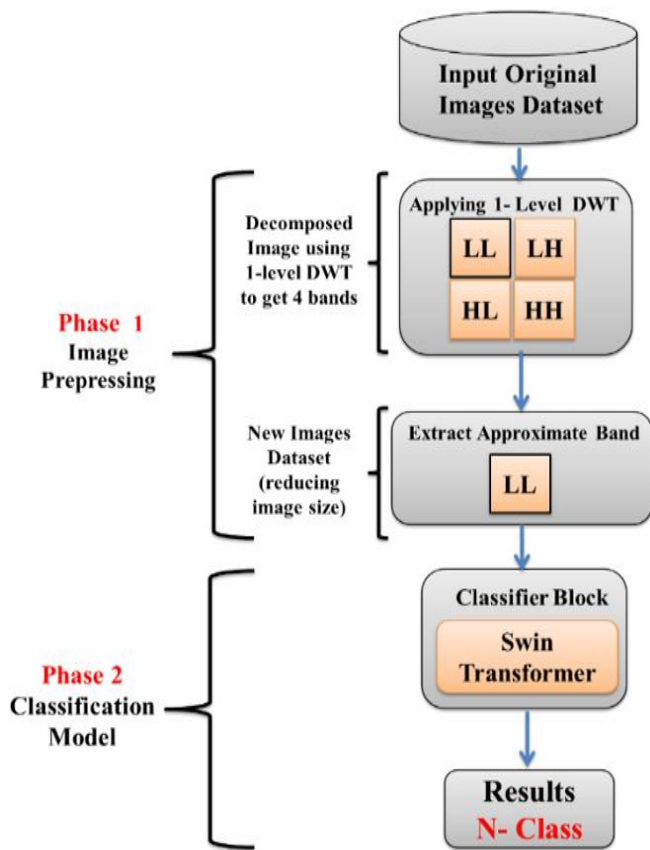 Input Original
Images Dataset
Applying 1- Level DWT
LL
LH
HL
HH
Decomposed
Image using
1-level DWT
to get 4 bands
Phase 1
Image
Prepressing
New Images
Dataset
(reducing
image size)
Extract Approximate Band
LL
Classifier Block
Swin
Transformer
Phase 2
Classification
Model
Results
N- Class